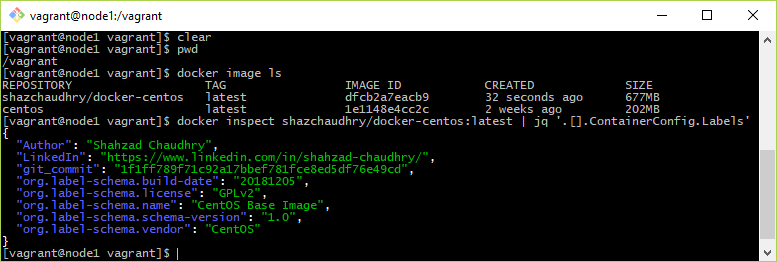 vagrant@node1:/vagrant
[vagrant@node1 vagrant]$ clear
[vagrant@node1 vagrant]$ pwd
/vagrant
[vagrant@node1 vagrant]$ docker image ls
REPOSITORY TAG IMAGE ID CREATED SIZE
shazchaudhry/docker-centos latest dfcb2a7eacb9 32 seconds ago 677MB
centos latest 1e1148e4cc2c 2 weeks ago 202MB
[vagrant@node1 vagrant]$ docker inspect shazchaudhry/docker-centos:latest | jq '.[].ContainerConfig.Labels'
{
"Author": "Shahzad Chaudhry",
"LinkedIn": "https://www.linkedin.com/in/shahzad-chaudhry/",
"git_commit": "1f1ff789f71c92a17bbef781fce8ed5df76e49cd",
"org.label-schema.build-date": "20181205",
"org.label-schema.license": "GPLv2",
"org.label-schema.name": "CentOS Base Image",
"org.label-schema.schema-version": "1.0",
"org.label-schema.vendor": "CentOS"
}
[vagrant@node1 vagrant]$